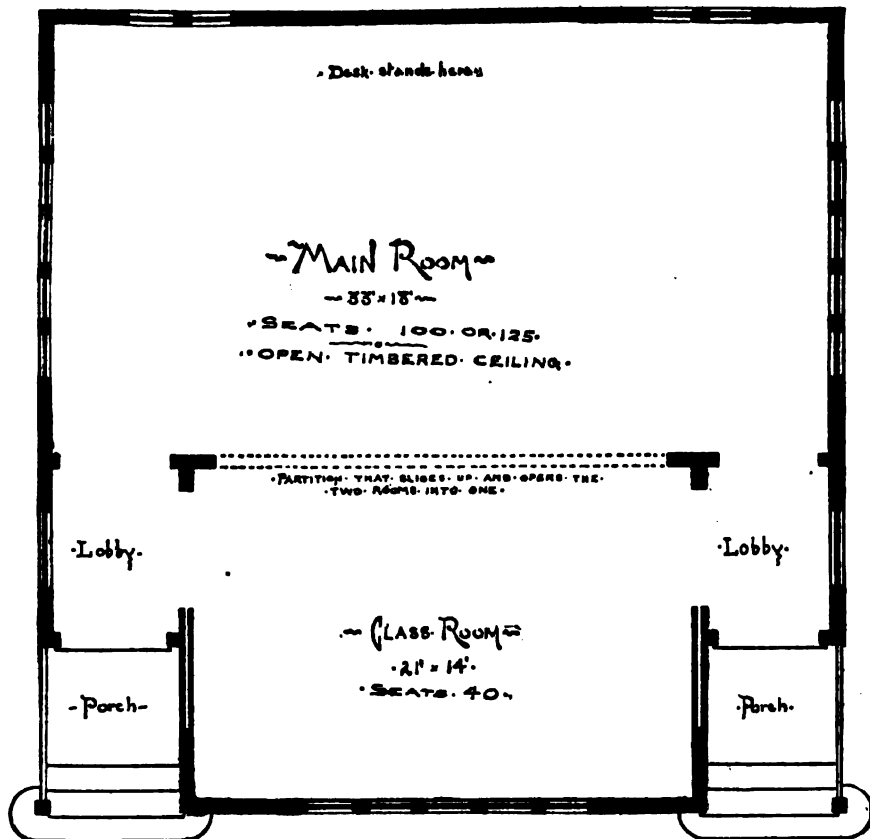 Desk stands here
Main Room
33' × 18'
SEATS. 100. OR. 125.
OPEN. TIMBERED. CEILING.
PARTITION. THAT. SLIDES. UP. AND. OPENS. THE.
TWO. ROOMS. INTO. ONE.
Lobby.
Lobby.
Class. Room
21' × 14'.
SEATS. 40.
Porch
Porch.